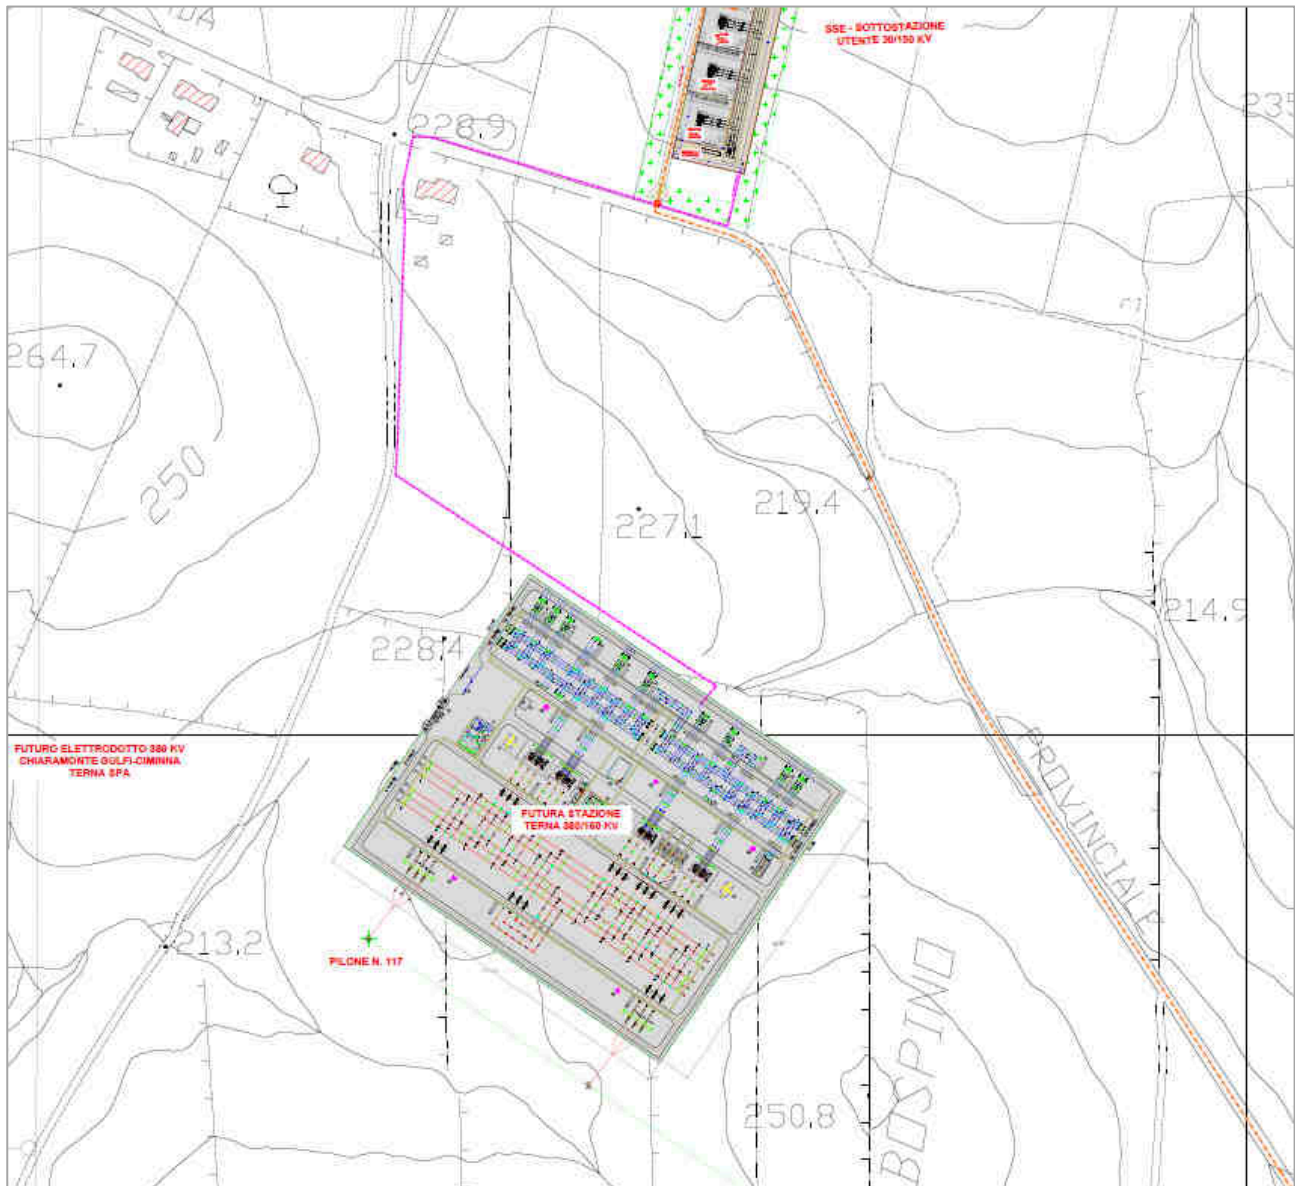 SSE - SOTTOSTAZIONE
UTENTE 30/150 KV
228,9
264,7
250
219,4
227,1
214,9
228,4
FUTURO ELETTRODOTTO 380 KV
CHIARAMONTE GULFI-CIMINNA
TERNA SPA
PROVINCIALE
FUTURA STAZIONE
TERNA 380/150 KV
213,2
PILONE N. 117
BOSPINO
250,8